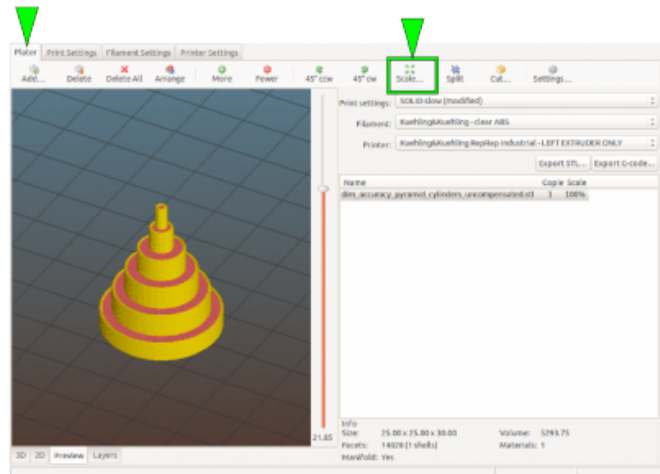 Plater Print Settings Filament Settings Printer Settings
Add... Delete Delete All Arrange More Fewer 45° ccw 45° cw Scale... Split Cut... Settings...
Print settings: SOLID slow (modified)
Filament: Kuehling&Kuehling - clear ABS
Printer: Kuehling&Kuehling RepRap Industrial - LEFT EXTRUDER ONLY
Export STL... Export G-code...
Name Copie Scale
dim_accuracy_pyramid_cylinders_uncompensated.stl 1 100%
21.85
Info
Size: 25.00 x 25.00 x 30.00 Volume: 5293.75
Facets: 14028 (1 shells) Materials: 1
Manifold: Yes
3D 2D Preview Layers